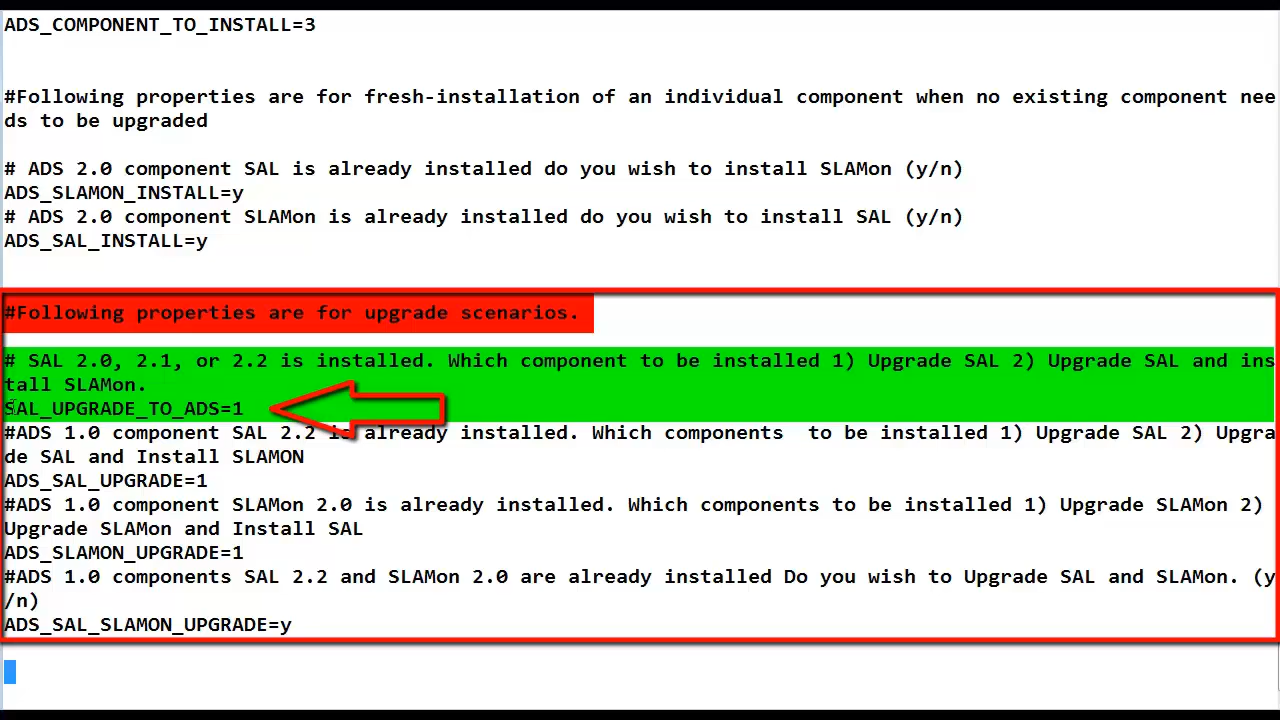 ADS_COMPONENT_TO_INSTALL=3
#Following properties are for fresh-installation of an individual component when no existing component nee
ds to be upgraded
# ADS 2.0 component SAL is already installed do you wish to install SLAMon (y/n)
ADS_SLAMON_INSTALL=y
# ADS 2.0 component SLAMon is already installed do you wish to install SAL (y/n)
ADS_SAL_INSTALL=y
#Following properties are for upgrade scenarios.
# SAL 2.0, 2.1, or 2.2 is installed. Which component to be installed 1) Upgrade SAL 2) Upgrade SAL and ins
tall SLAMon.
SAL_UPGRADE_TO_ADS=1
#ADS 1.0 component SAL 2.2 is already installed. Which components  to be installed 1) Upgrade SAL 2) Upgra
de SAL and Install SLAMON
ADS_SAL_UPGRADE=1
#ADS 1.0 component SLAMon 2.0 is already installed. Which components to be installed 1) Upgrade SLAMon 2)
Upgrade SLAMon and Install SAL
ADS_SLAMON_UPGRADE=1
#ADS 1.0 components SAL 2.2 and SLAMon 2.0 are already installed Do you wish to Upgrade SAL and SLAMon. (y
/n)
ADS_SAL_SLAMON_UPGRADE=y